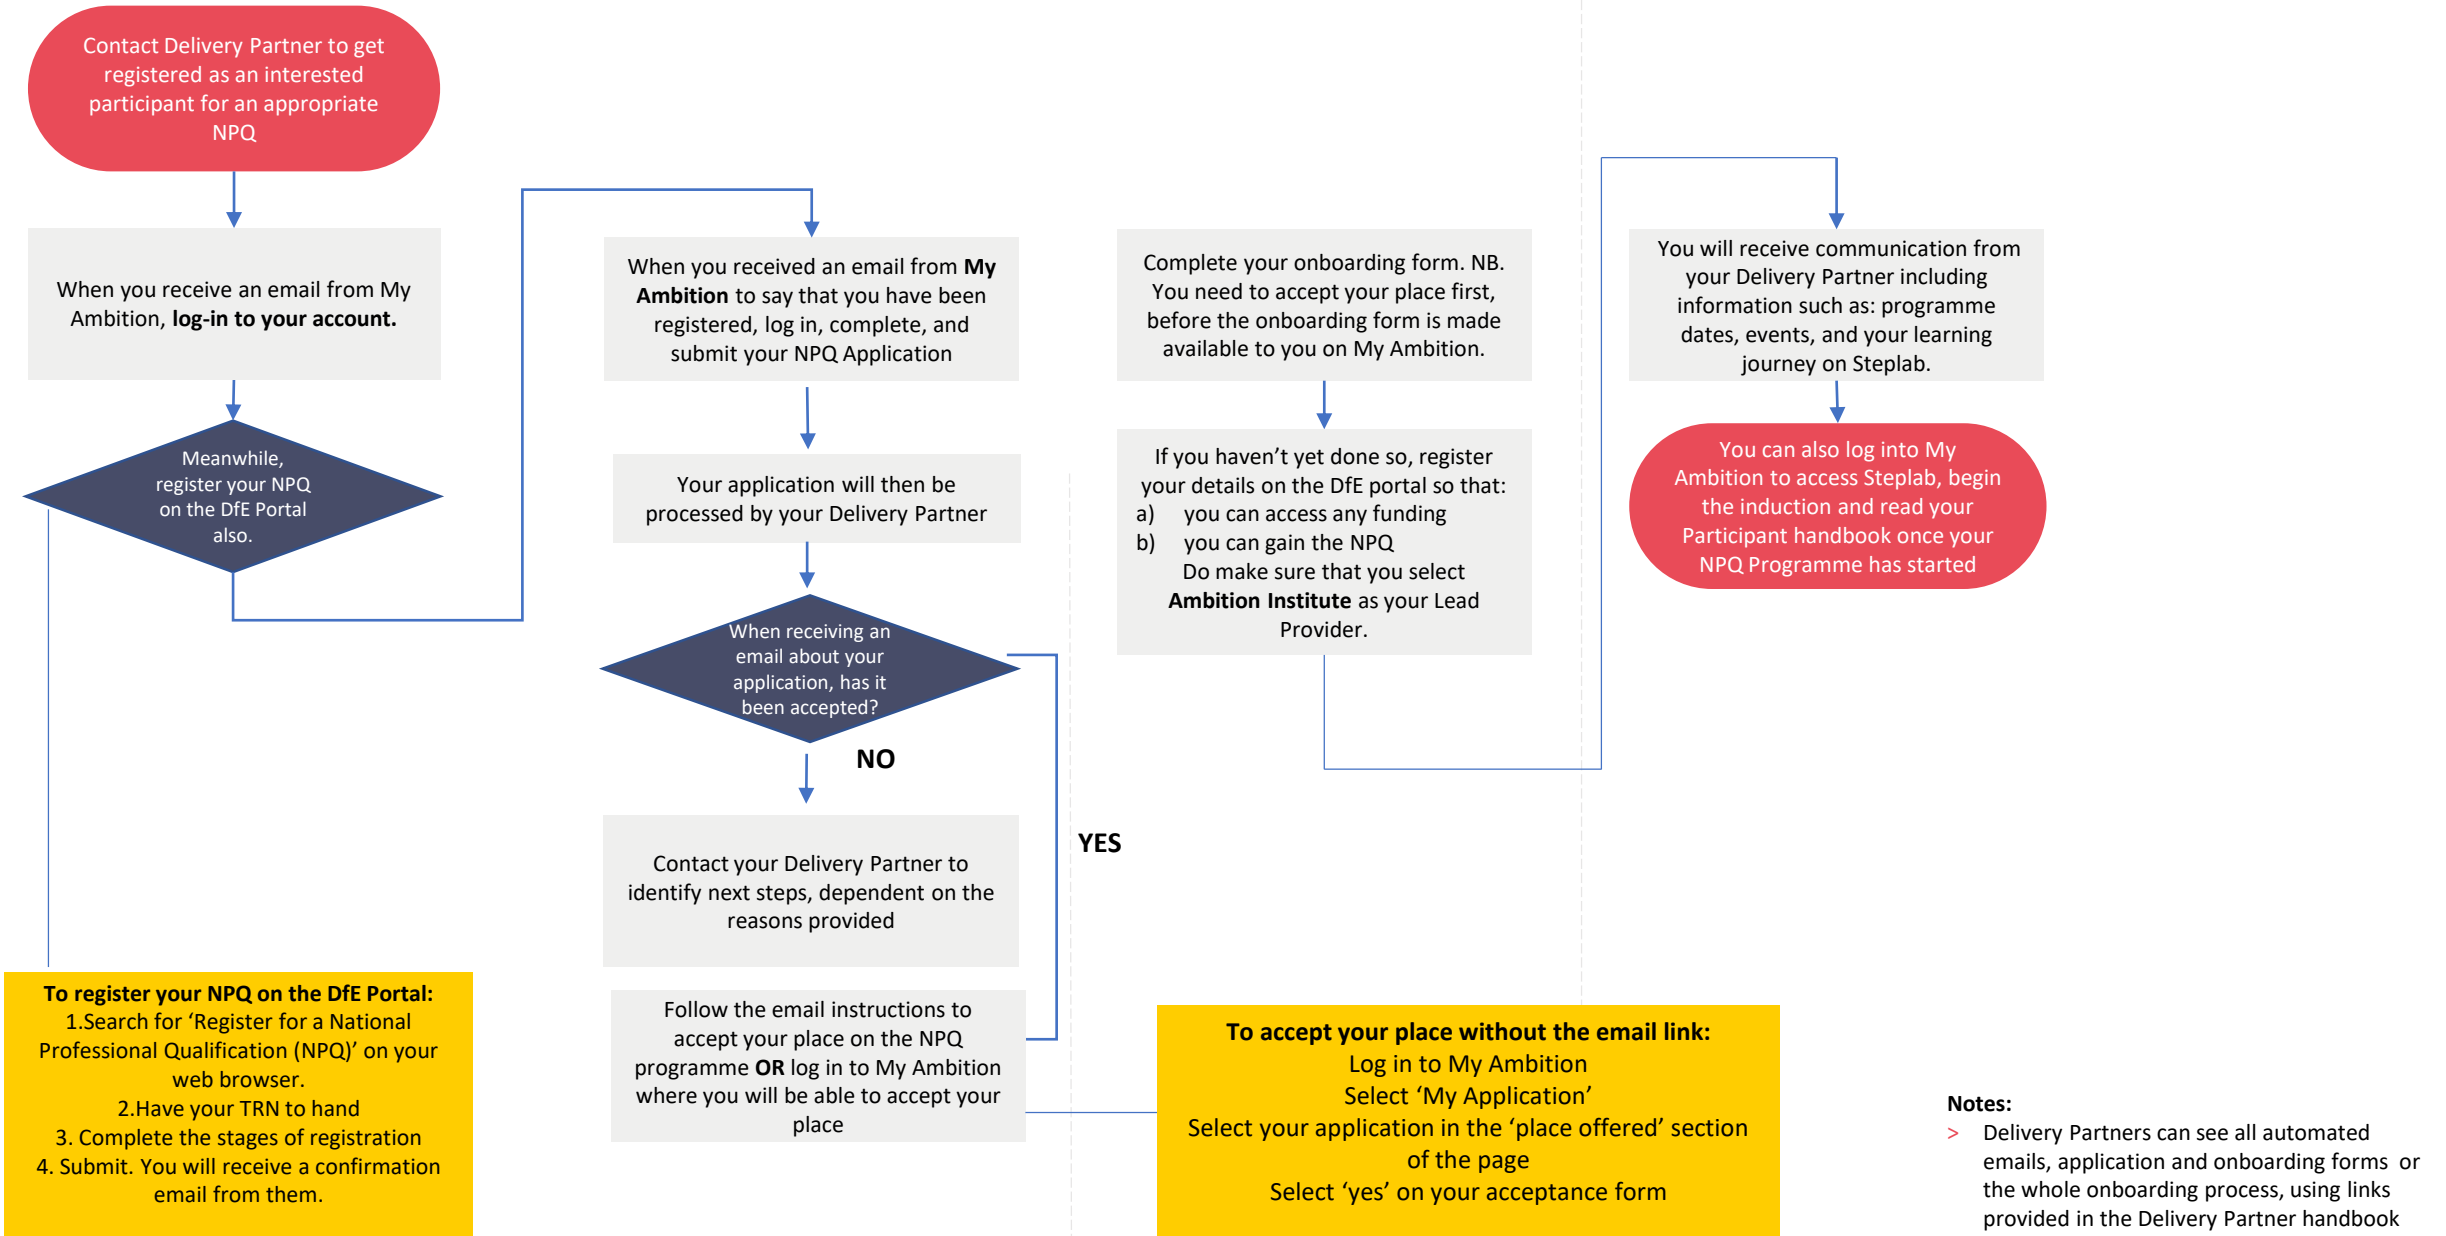 Contact Delivery Partner to get
registered as an interested
participant for an appropriate
NPQ
When you receive an email from My
Ambition, log-in to your account.
Meanwhile,
register your NPQ
on the DfE Portal
also.
To register your NPQ on the DfE Portal:
1.Search for ‘Register for a National
Professional Qualification (NPQ)’ on your
web browser.
2.Have your TRN to hand
3. Complete the stages of registration
4. Submit. You will receive a confirmation
email from them.
When you received an email from My
Ambition to say that you have been
registered, log in, complete, and
submit your NPQ Application
Your application will then be
processed by your Delivery Partner
When receiving an
email about your
application, has it
been accepted?
NO
YES
Contact your Delivery Partner to
identify next steps, dependent on the
reasons provided
Follow the email instructions to
accept your place on the NPQ
programme OR log in to My Ambition
where you will be able to accept your
place
To accept your place without the email link:
Log in to My Ambition
Select ‘My Application’
Select your application in the ‘place offered’ section
of the page
Select ‘yes’ on your acceptance form
Complete your onboarding form. NB.
You need to accept your place first,
before the onboarding form is made
available to you on My Ambition.
If you haven’t yet done so, register
your details on the DfE portal so that:
a) you can access any funding
b) you can gain the NPQ
Do make sure that you select
Ambition Institute as your Lead
Provider.
You will receive communication from
your Delivery Partner including
information such as: programme
dates, events, and your learning
journey on Steplab.
You can also log into My
Ambition to access Steplab, begin
the induction and read your
Participant handbook once your
NPQ Programme has started
Notes:
> Delivery Partners can see all automated
emails, application and onboarding forms or
the whole onboarding process, using links
provided in the Delivery Partner handbook